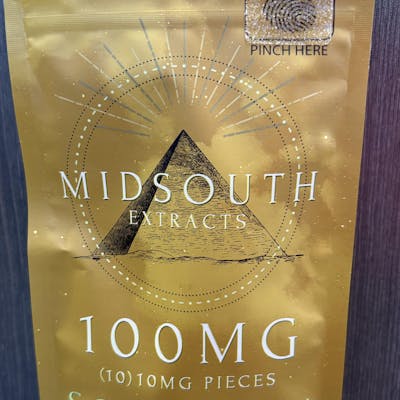 PINCH HERE
MIDSOUTH
EXTRACTS
100MG
(10) 10MG PIECES